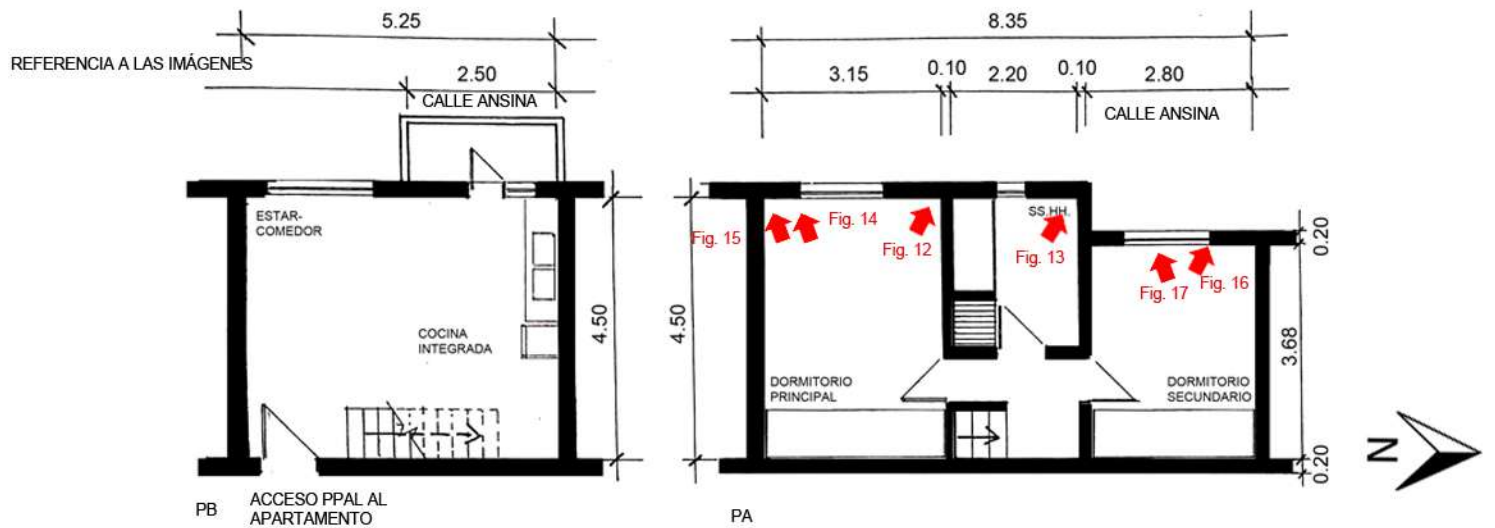 5.25
8.35
REFERENCIA A LAS IMÁGENES
2.50
3.15
0.10
2.20
0.10
2.80
CALLE ANSINA
CALLE ANSINA
ESTAR-
COMEDOR
COCINA
INTEGRADA
4.50
4.50
Fig. 15
Fig. 14
Fig. 12
SS.HH.
Fig. 13
Fig. 17
Fig. 16
0.20
3.68
0.20
DORMITORIO
PRINCIPAL
DORMITORIO
SECUNDARIO
N
PB
ACCESO PPAL AL
APARTAMENTO
PA